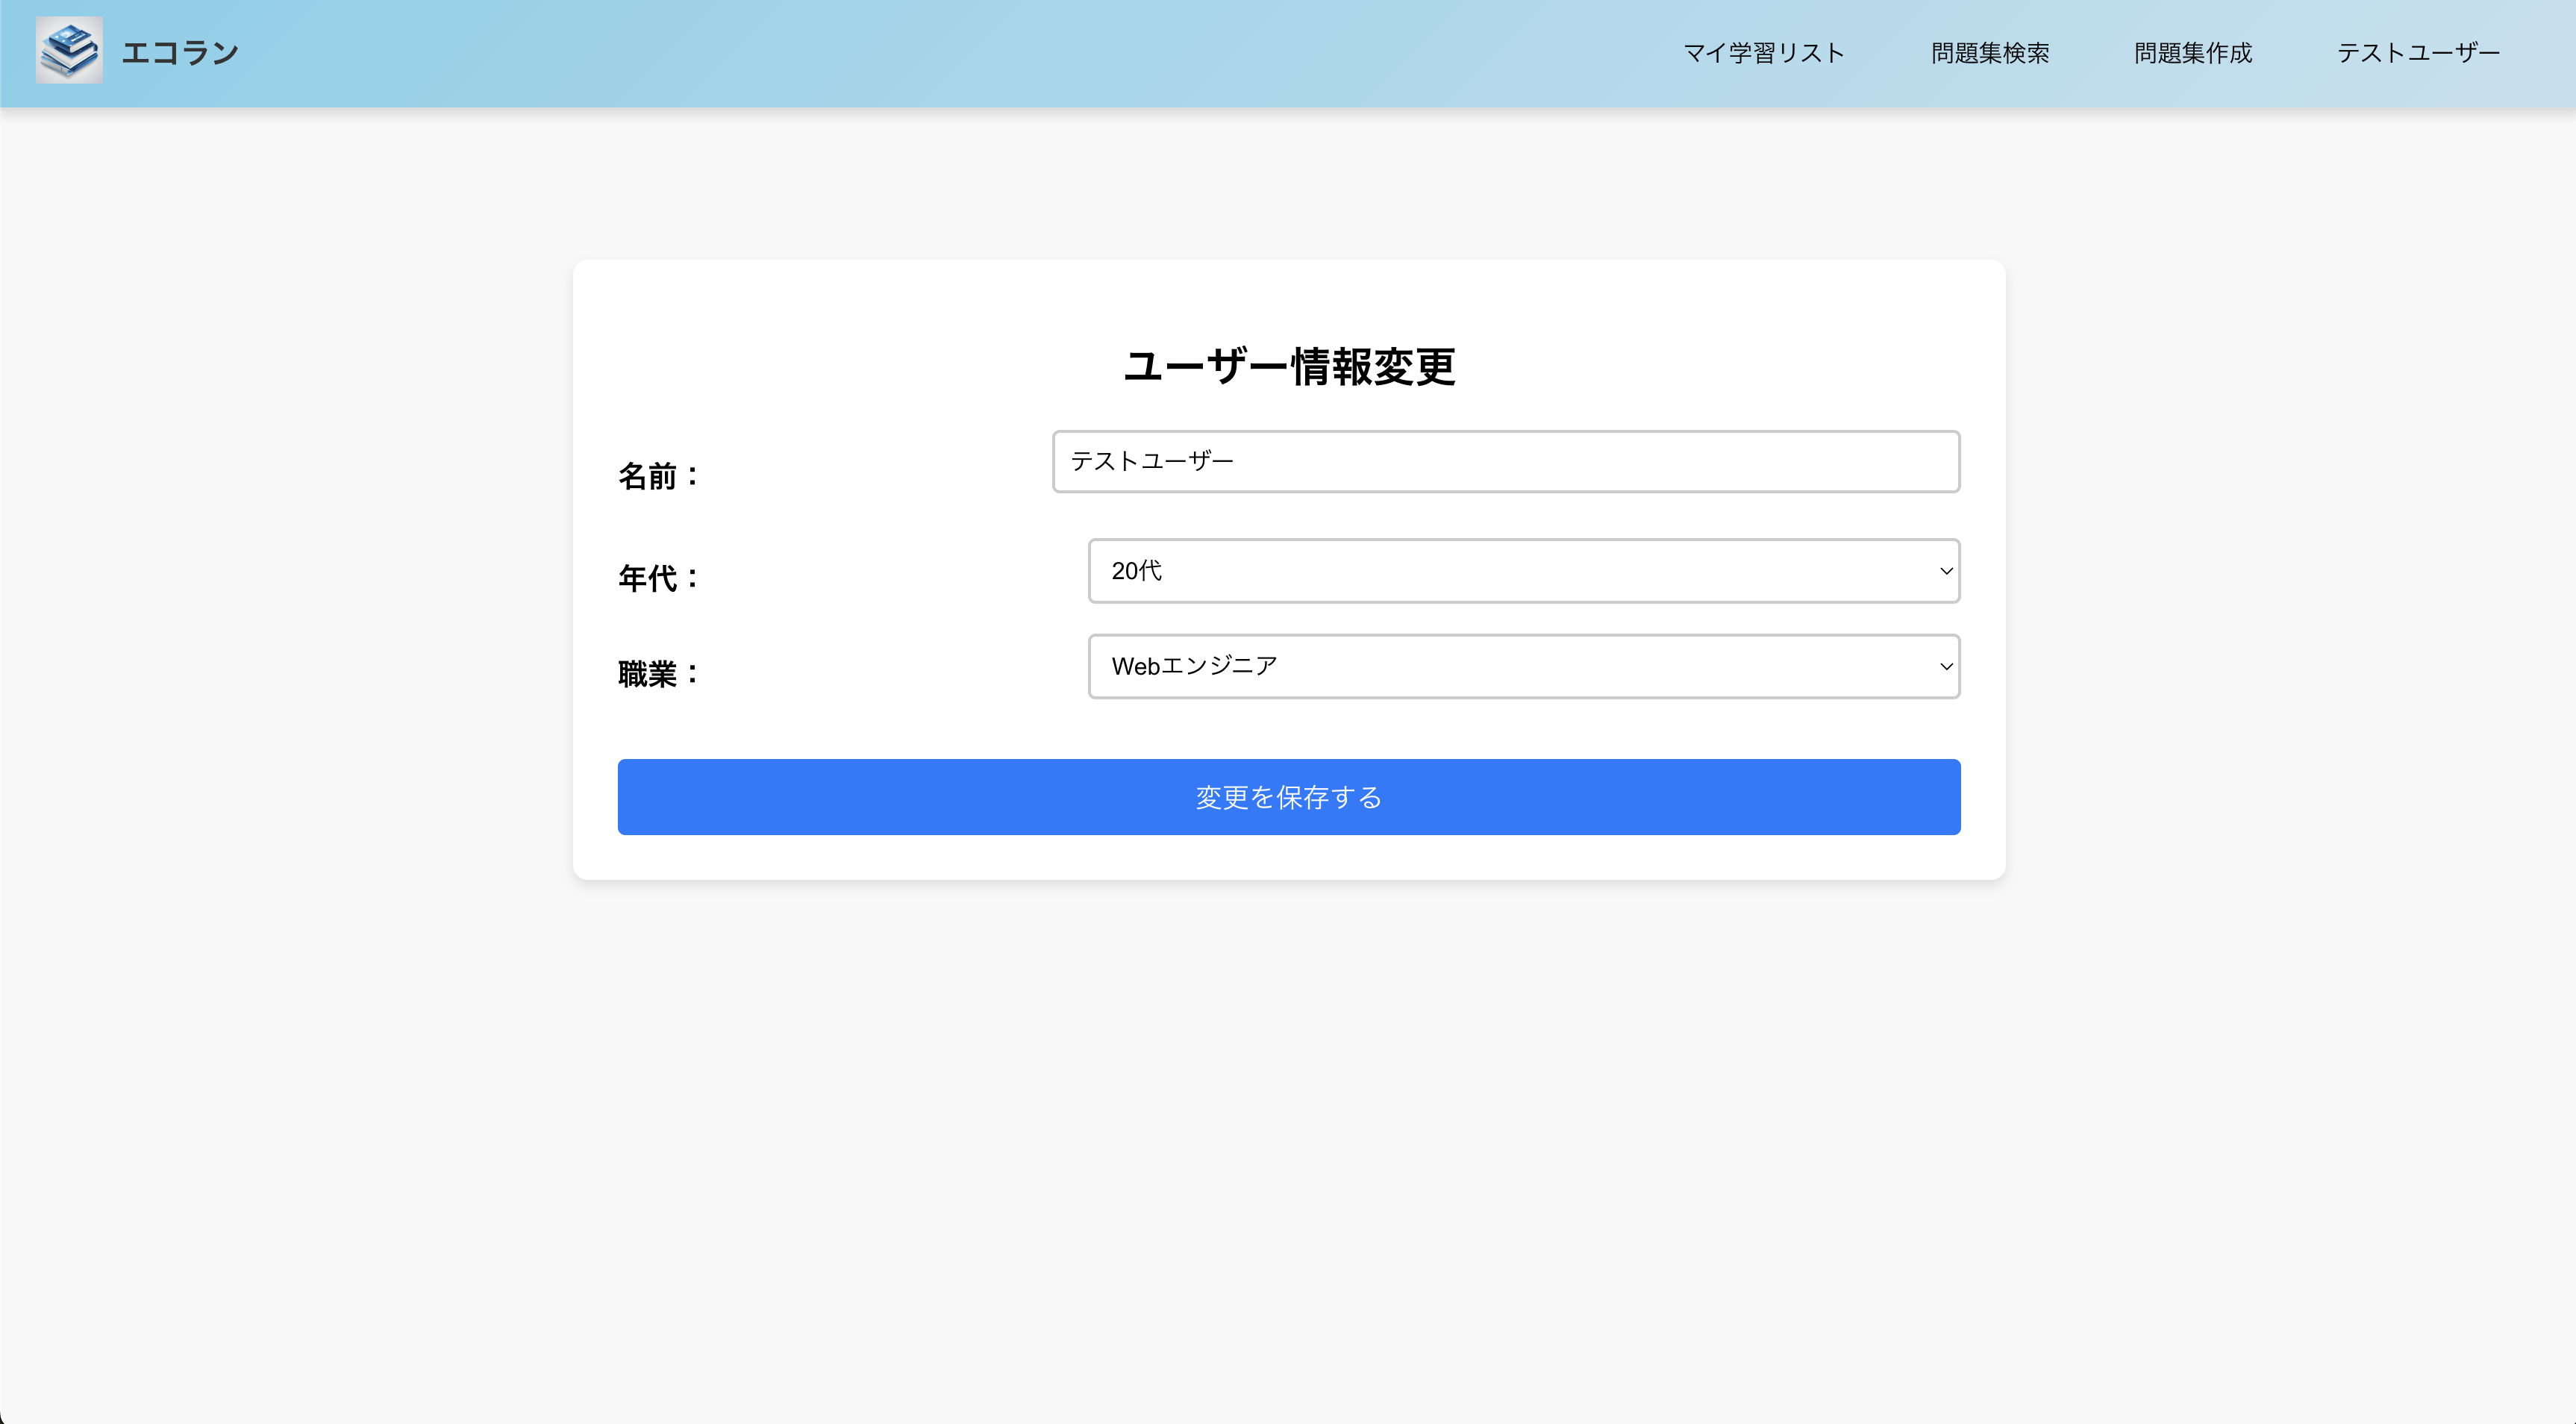 エコラン
マイ学習リスト
問題集検索
問題集作成
テストユーザー
ユーザー情報変更
名前：
テストユーザー
年代：
20代
職業：
Webエンジニア
変更を保存する